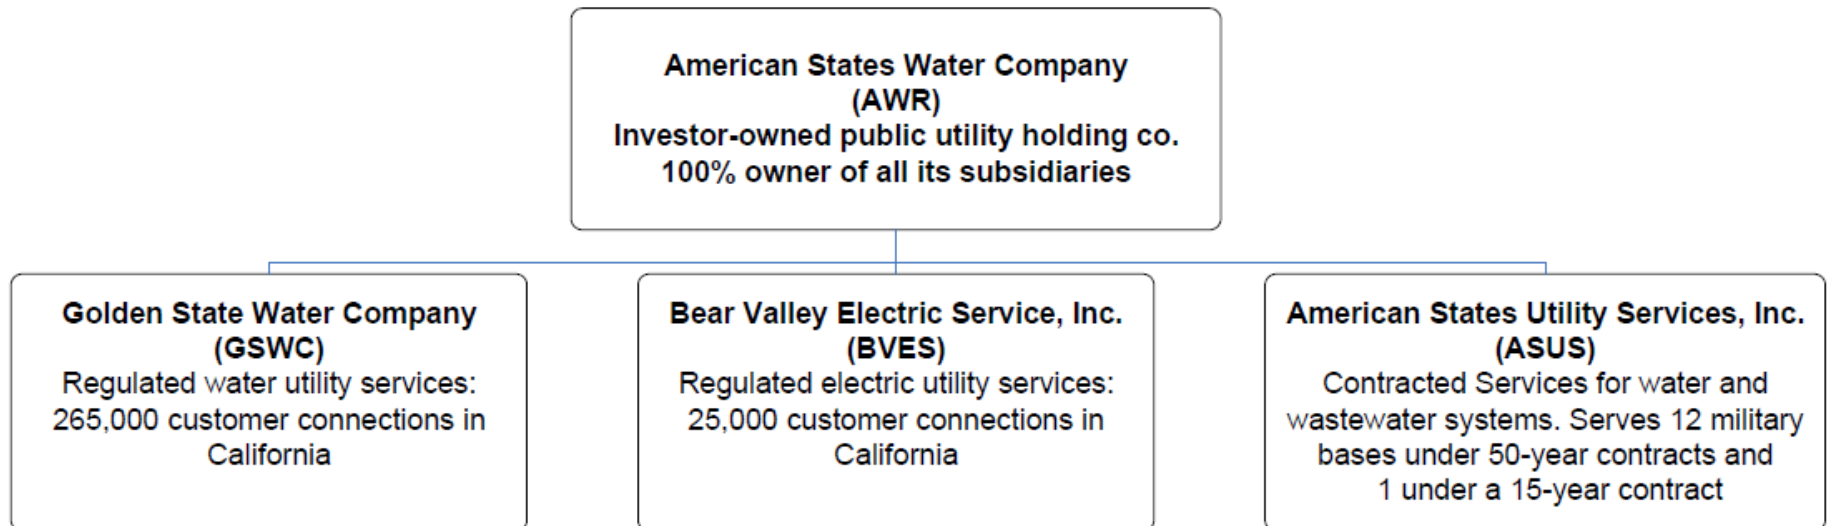 American States Water Company
(AWR)
Investor-owned public utility holding co.
100% owner of all its subsidiaries
Golden State Water Company
(GSWC)
Regulated water utility services:
265,000 customer connections in
California
Bear Valley Electric Service, Inc.
(BVES)
Regulated electric utility services:
25,000 customer connections in
California
American States Utility Services, Inc.
(ASUS)
Contracted Services for water and
wastewater systems. Serves 12 military
bases under 50-year contracts and
1 under a 15-year contract